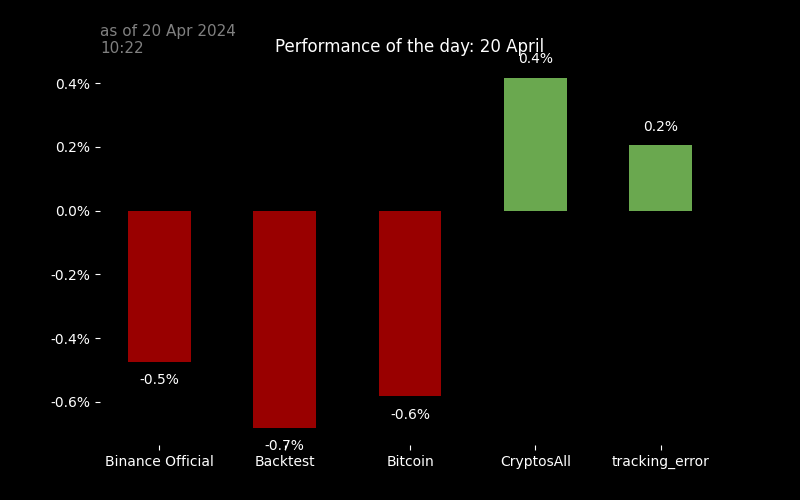 as of 20 Apr 2024
10:22
Performance of the day: 20 April
0.4%
0.4%
0.2%
0.2%
0.0%
-0.2%
-0.4%
-0.5%
-0.6%
-0.6%
-0.7%
Binance Official
Backtest
Bitcoin
CryptosAll
tracking_error